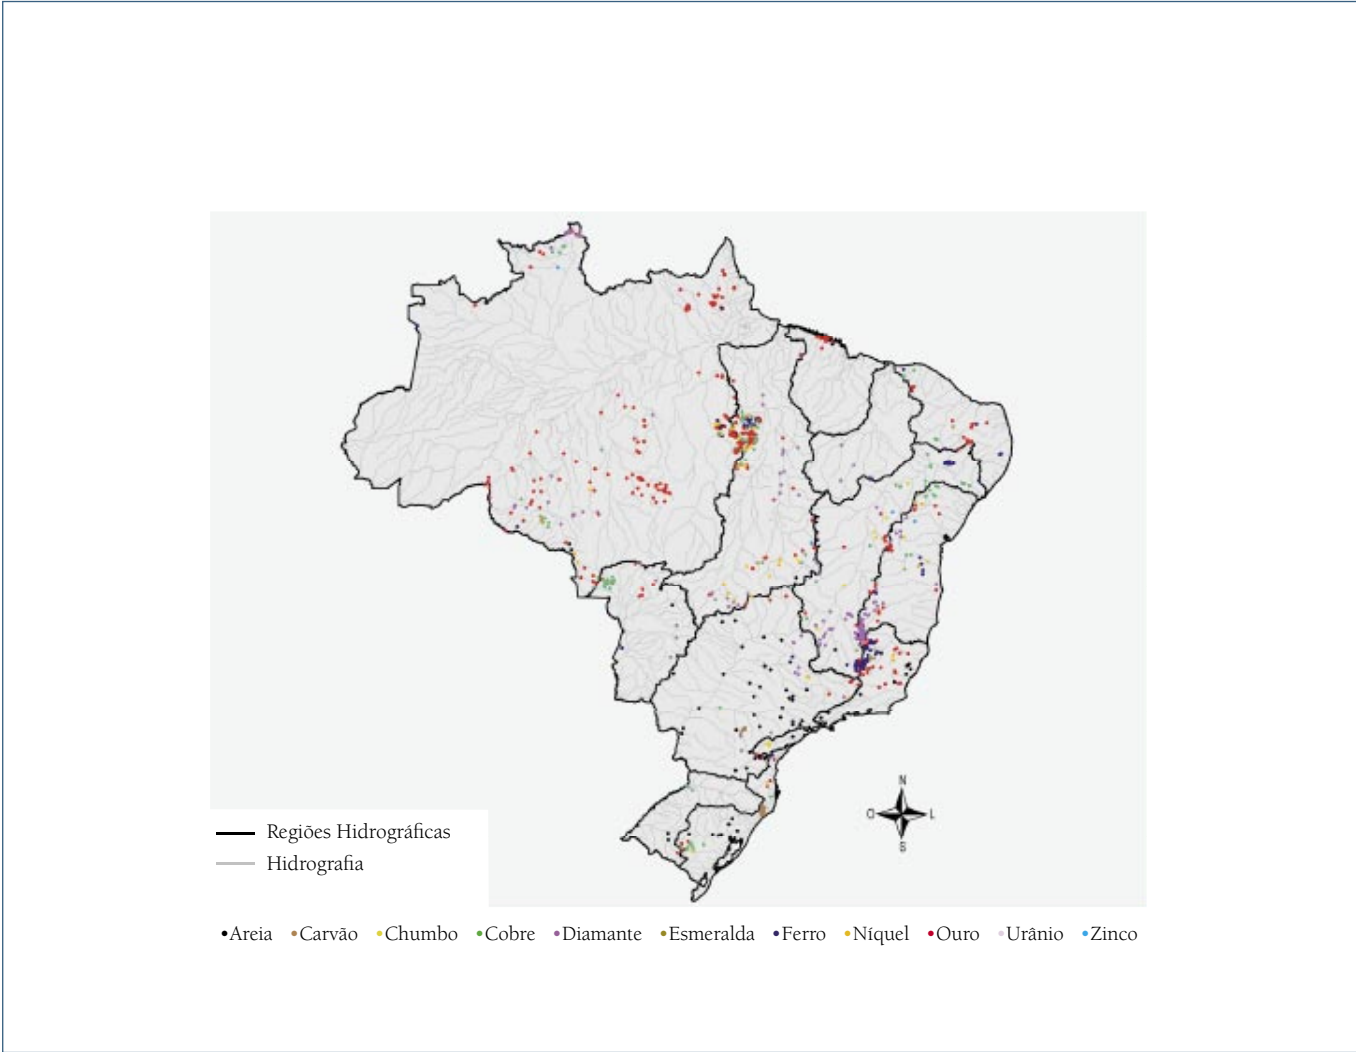 N
O L
S
Regiões Hidrográficas
Hidrografia
•Areia •Carvão •Chumbo •Cobre •Diamante •Esmeralda •Ferro •Níquel •Ouro •Urânio •Zinco